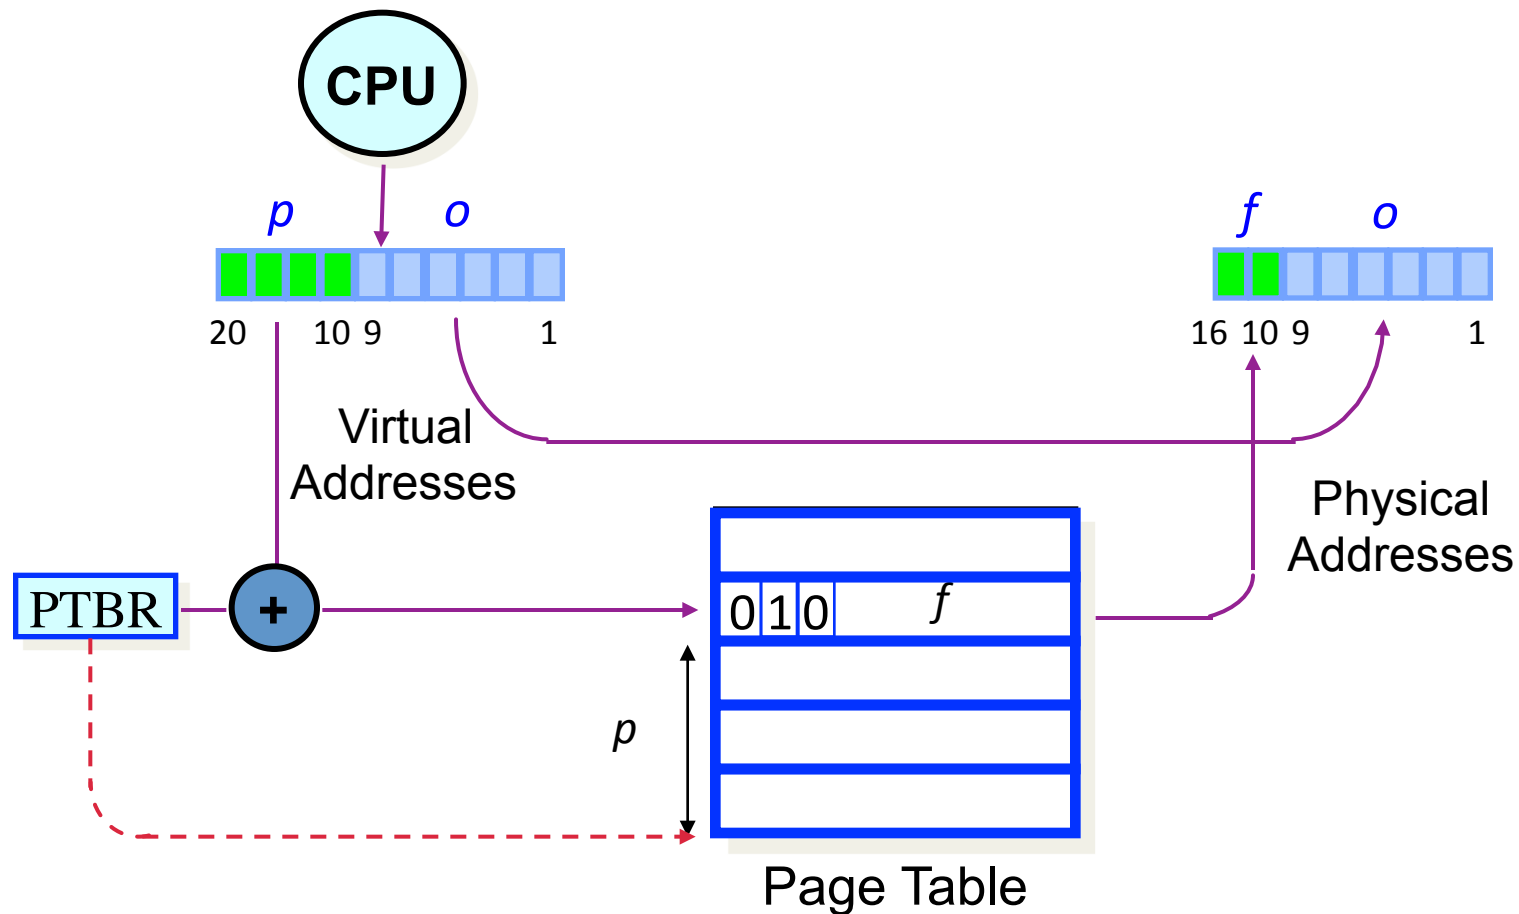 CPU
p o
f o
20 10 9 1
16 10 9 1
Virtual
Addresses
Physical
Addresses
PTBR
+
0 1 0 f
p
Page Table